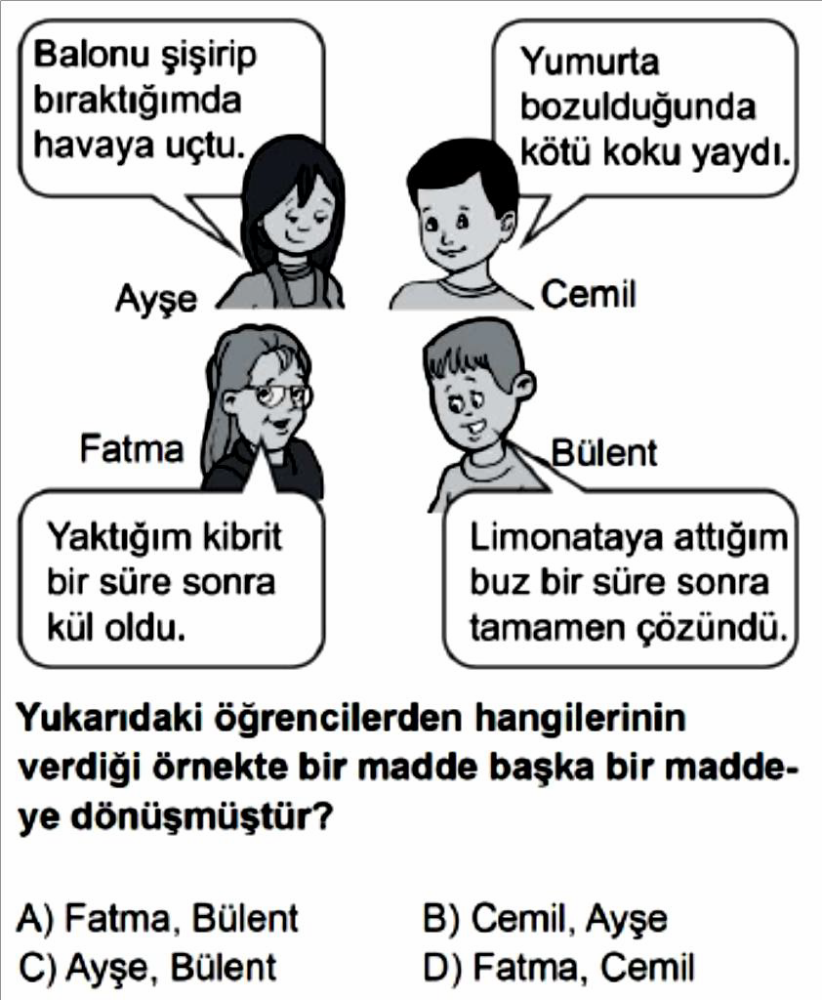 Balonu şişirip
bıraktığımda
havaya uçtu.
Yumurta
bozulduğunda
kötü koku yaydı.
Ayşe
Cemil
Fatma
Bülent
Yaktığım kibrit
bir süre sonra
kül oldu.
Limonataya attığım
buz bir süre sonra
tamamen çözündü.
Yukarıdaki öğrencilerden hangilerinin
verdiği örnekte bir madde başka bir madde-
ye dönüşmüştür?
A) Fatma, Bülent
B) Cemil, Ayşe
C) Ayşe, Bülent
D) Fatma, Cemil